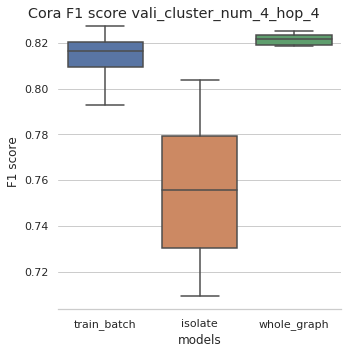 Cora F1 score vali_cluster_num_4_hop_4
0.82
0.80
0.78
0.76
0.74
0.72
F1 score
train_batch isolate whole_graph
models